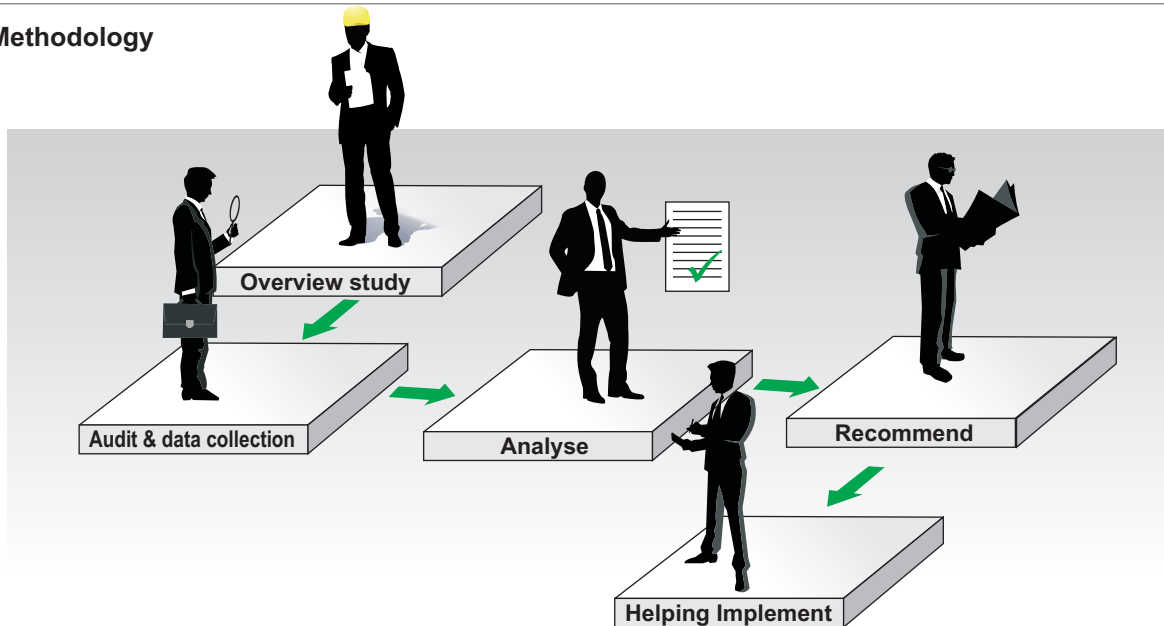 Methodology
Overview study
Audit & data collection
Analyse
Recommend
Helping Implement